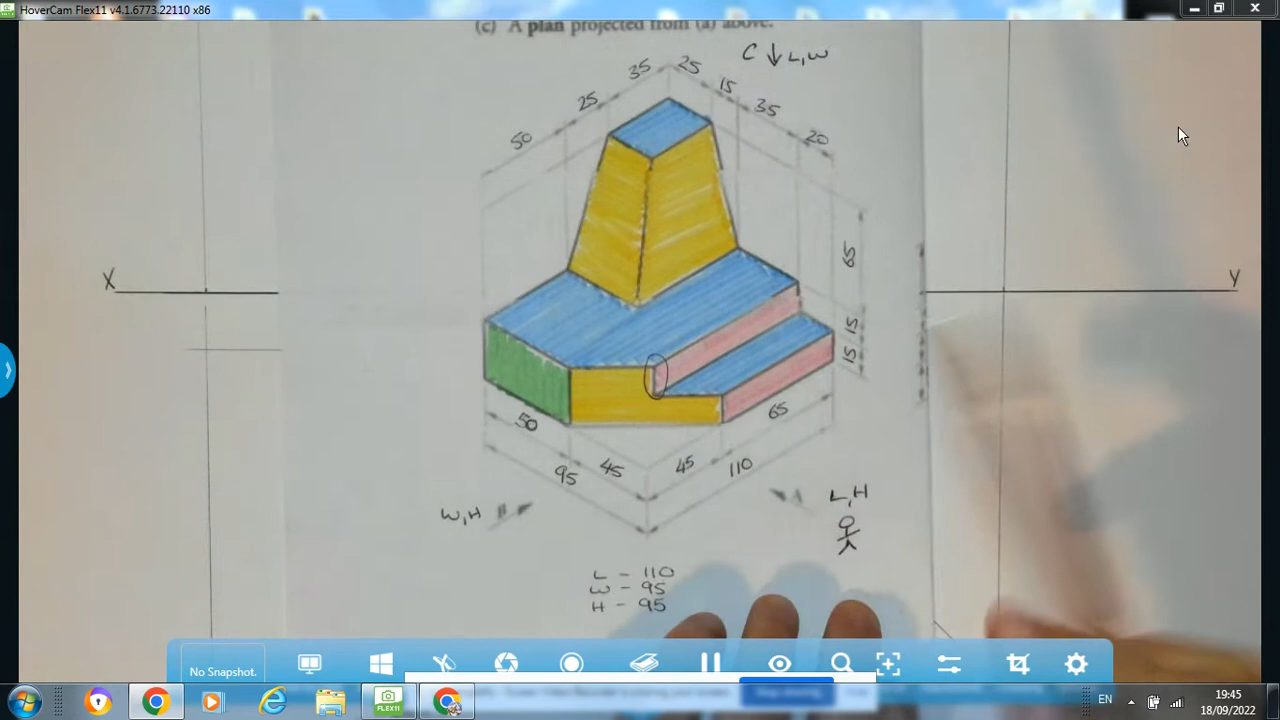 HoverCam Flex11 v4.1.6773.22110 x86
(c) A plan projected from (a) above.
C ↓ L,W
35 25
25 15 35
50 20
X Y
65
15
15
50 65
95 45 45 110
W,H L,H
L - 110
W - 95
H - 95
No Snapshot.
FLEX11
EN 19:45
18/09/2022